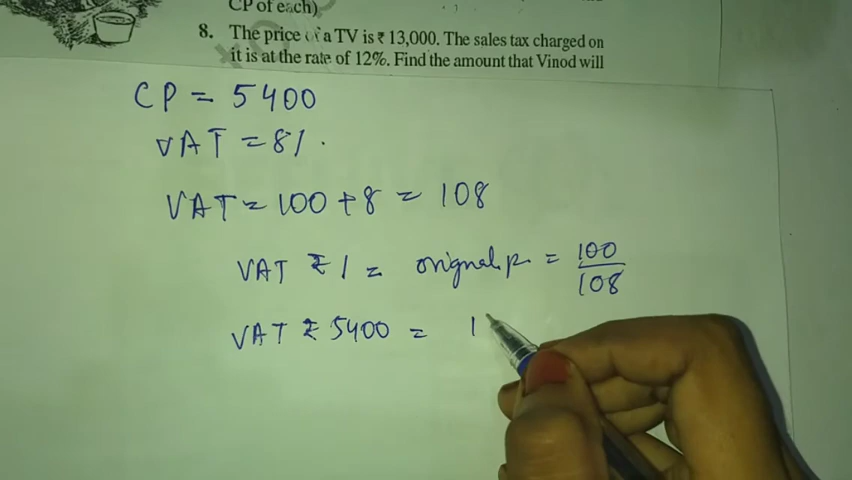 CP of each)
8. The price of a TV is ₹ 13,000. The sales tax charged on
it is at the rate of 12%. Find the amount that Vinod will
CP = 5400
VAT = 8%.
VAT = 100 + 8 = 108
VAT ₹ 1 = orignal p. = 100/108
VAT ₹ 5400 = 1